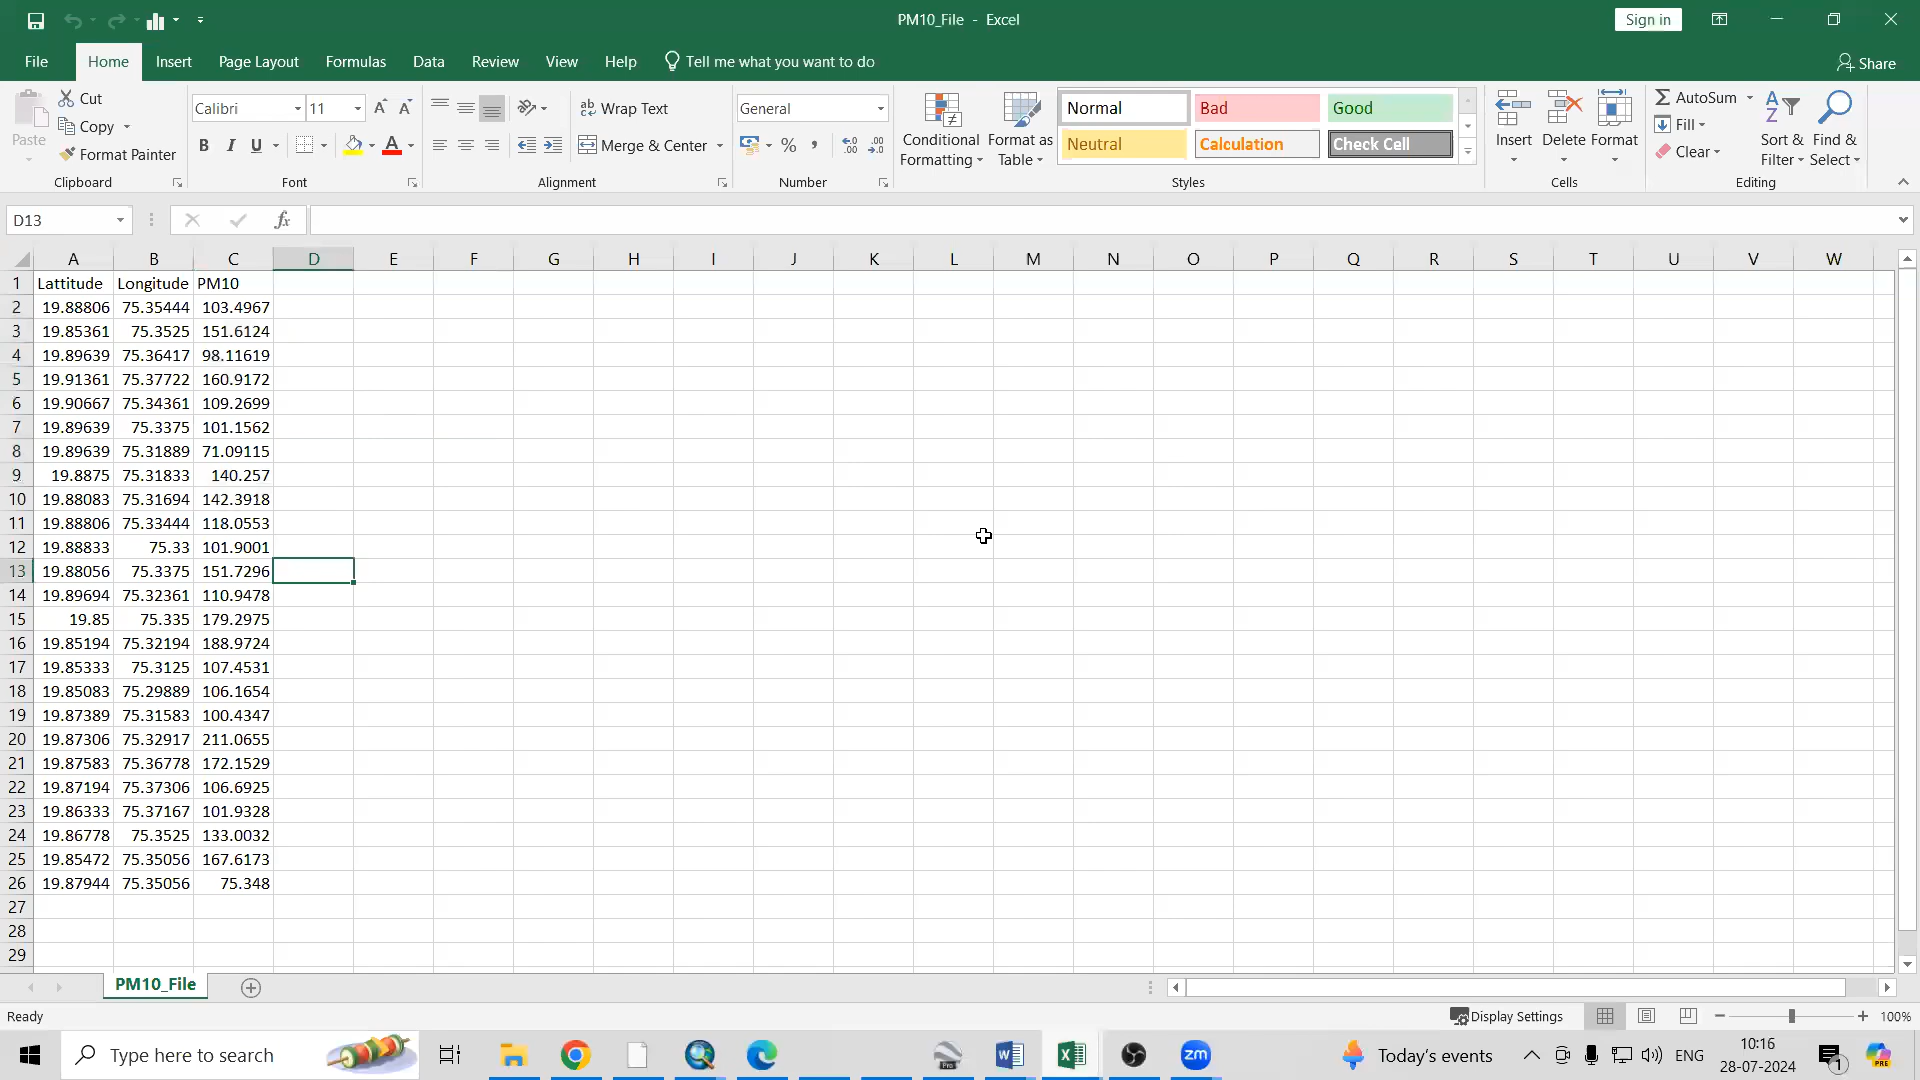 PM10_File - Excel
Sign in
File Home Insert Page Layout Formulas Data Review View Help Tell me what you want to do Share
Paste
Cut
Copy
Format Painter
Clipboard
Calibri 11
B I U
Font
Wrap Text
Merge & Center
Alignment
General
%
Number
Conditional Formatting
Format as Table
Normal Bad Good
Neutral Calculation Check Cell
Styles
Insert Delete Format
Cells
AutoSum
Fill
Clear
Sort & Filter
Find & Select
Editing
D13 fx
A B C D E F G H I J K L M N O P Q R S T U V W
1 Lattitude Longitude PM10
2 19.88806 75.35444 103.4967
3 19.85361 75.3525 151.6124
4 19.89639 75.36417 98.11619
5 19.91361 75.37722 160.9172
6 19.90667 75.34361 109.2699
7 19.89639 75.3375 101.1562
8 19.89639 75.31889 71.09115
9 19.8875 75.31833 140.257
10 19.88083 75.31694 142.3918
11 19.88806 75.33444 118.0553
12 19.88833 75.33 101.9001
13 19.88056 75.3375 151.7296
14 19.89694 75.32361 110.9478
15 19.85 75.335 179.2975
16 19.85194 75.32194 188.9724
17 19.85333 75.3125 107.4531
18 19.85083 75.29889 106.1654
19 19.87389 75.31583 100.4347
20 19.87306 75.32917 211.0655
21 19.87583 75.36778 172.1529
22 19.87194 75.37306 106.6925
23 19.86333 75.37167 101.9328
24 19.86778 75.3525 133.0032
25 19.85472 75.35056 167.6173
26 19.87944 75.35056 75.348
27
28
29
PM10_File
Ready
Display Settings
100%
Type here to search
Today's events
ENG
10:16
28-07-2024
1